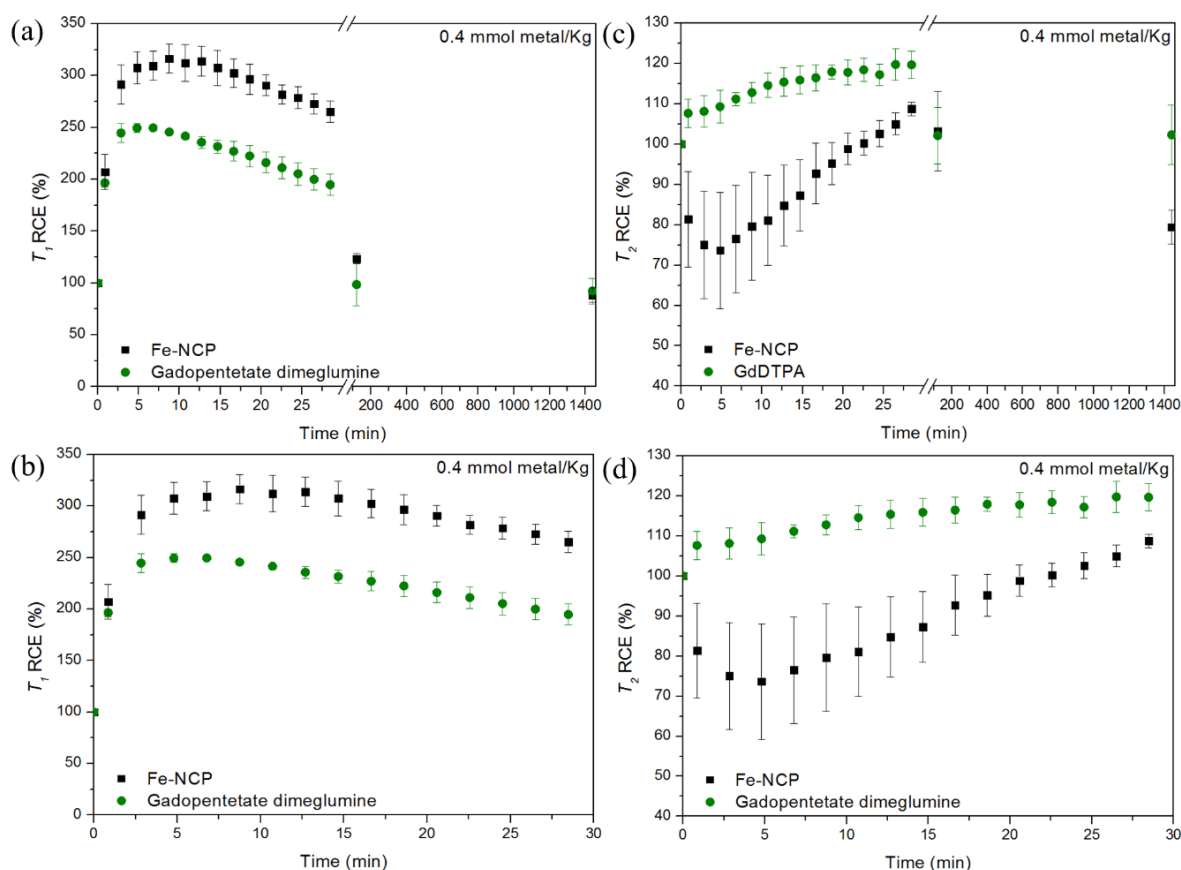 (a)
0.4 mmol metal/Kg
350
300
250
200
150
100
50
0
T1 RCE (%)
Fe-NCP
Gadopentetate dimeglumine
0 5 10 15 20 25 200 400 600 800 1000 1200 1400
Time (min)
(c)
0.4 mmol metal/Kg
130
120
110
100
90
80
70
60
50
40
T2 RCE (%)
Fe-NCP
GdDTPA
0 5 10 15 20 25 200 400 600 800 1000 1200 1400
Time (min)
(b)
0.4 mmol metal/Kg
350
300
250
200
150
100
50
0
T1 RCE (%)
Fe-NCP
Gadopentetate dimeglumine
0 5 10 15 20 25 30
Time (min)
(d)
0.4 mmol metal/Kg
130
120
110
100
90
80
70
60
50
40
T2 RCE (%)
Fe-NCP
Gadopentetate dimeglumine
0 5 10 15 20 25 30
Time (min)